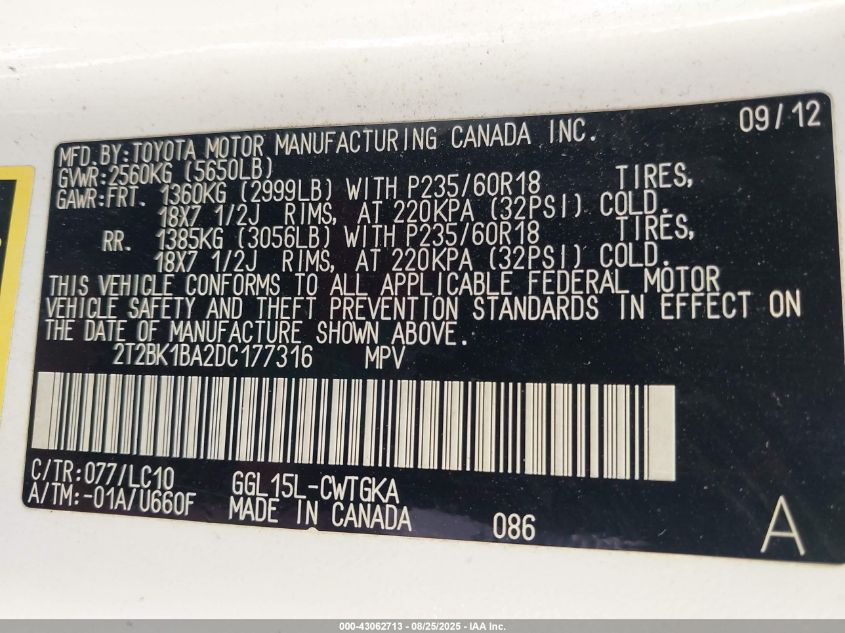 09/12
MFD.BY:TOYOTA MOTOR MANUFACTURING CANADA INC.
GVWR:2560KG (5650LB)
GAWR:FRT. 1360KG (2999LB) WITH P235/60R18 TIRES,
18X7 1/2J RIMS, AT 220KPA (32PSI) COLD.
RR. 1385KG (3056LB) WITH P235/60R18 TIRES,
18X7 1/2J RIMS, AT 220KPA (32PSI) COLD.
THIS VEHICLE CONFORMS TO ALL APPLICABLE FEDERAL MOTOR
VEHICLE SAFETY AND THEFT PREVENTION STANDARDS IN EFFECT ON
THE DATE OF MANUFACTURE SHOWN ABOVE.
2T2BK1BA2DC177316 MPV
C/TR:077/LC10 GGL15L-CWTGKA
A/TM:-01A/U660F MADE IN CANADA 086 A
000-43062713 - 08/25/2025 - IAA Inc.